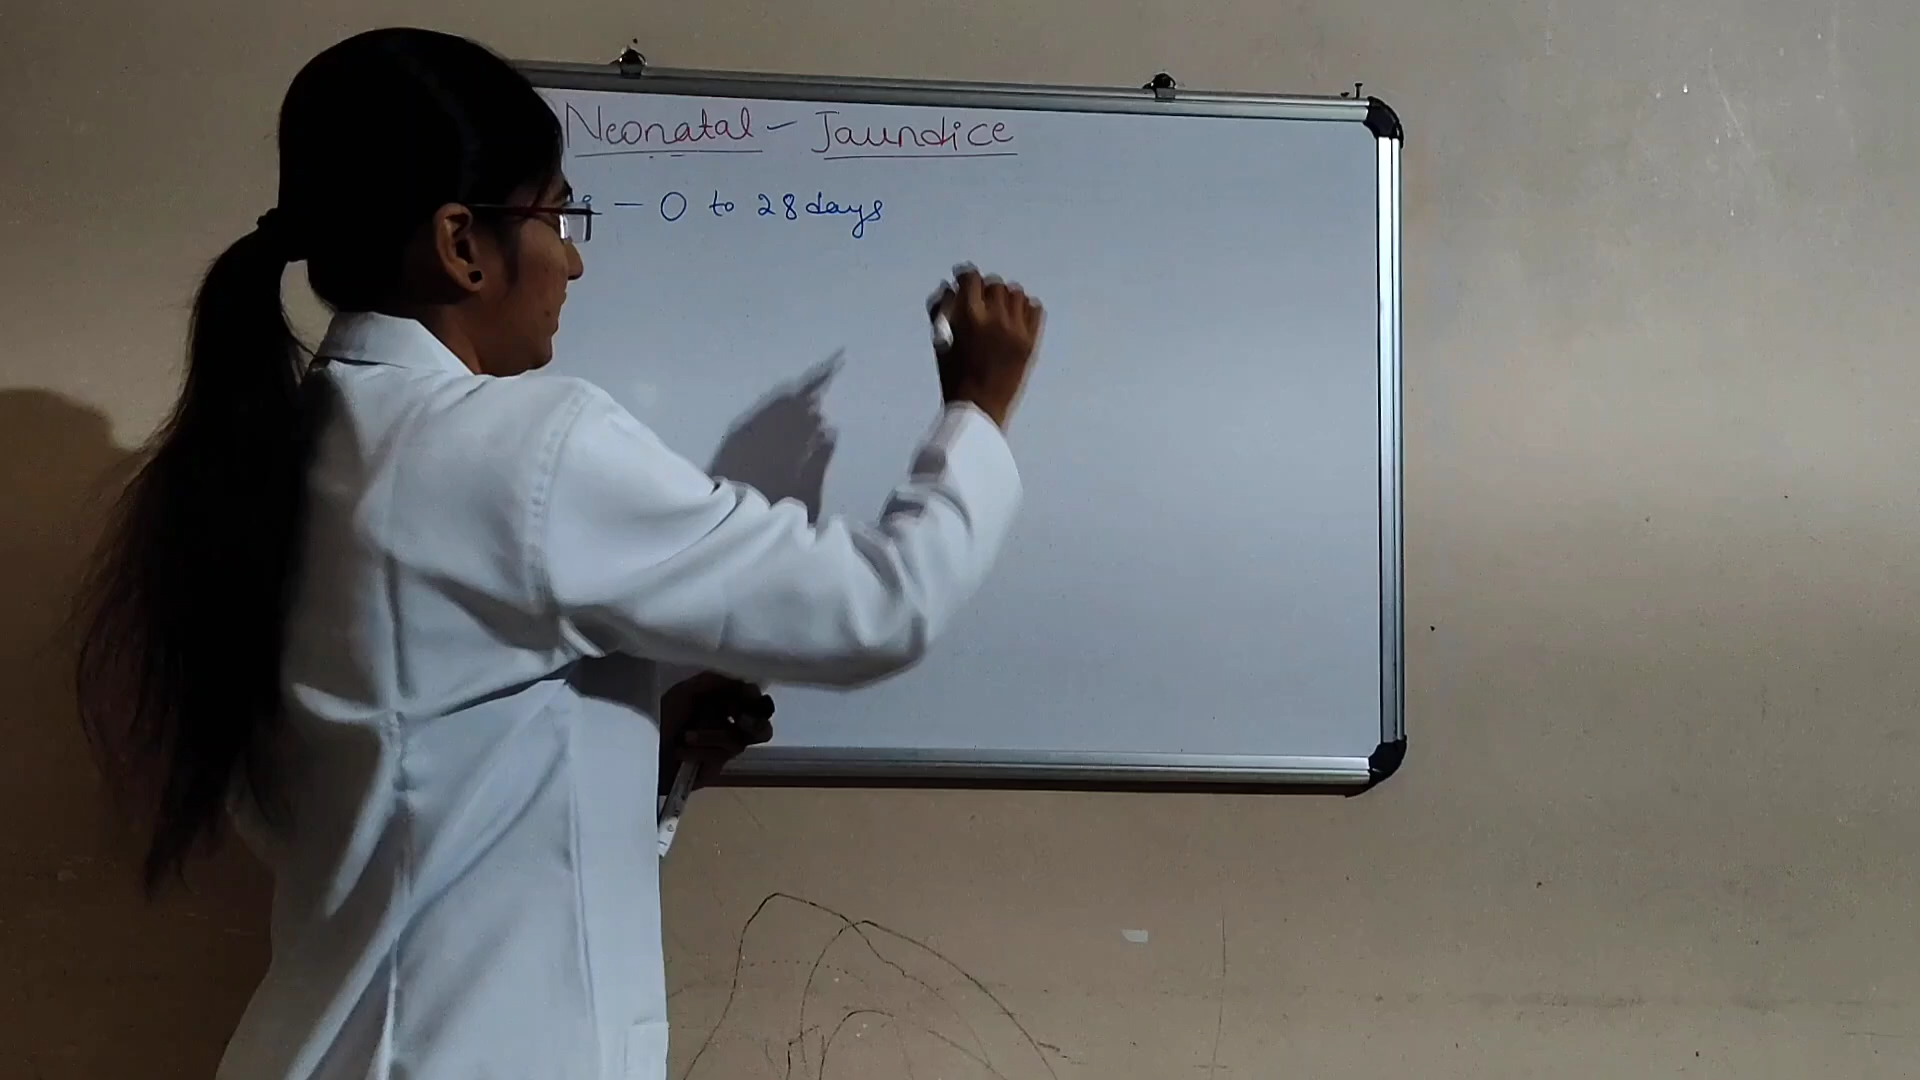 Neonatal - Jaundice
- 0 to 28 days